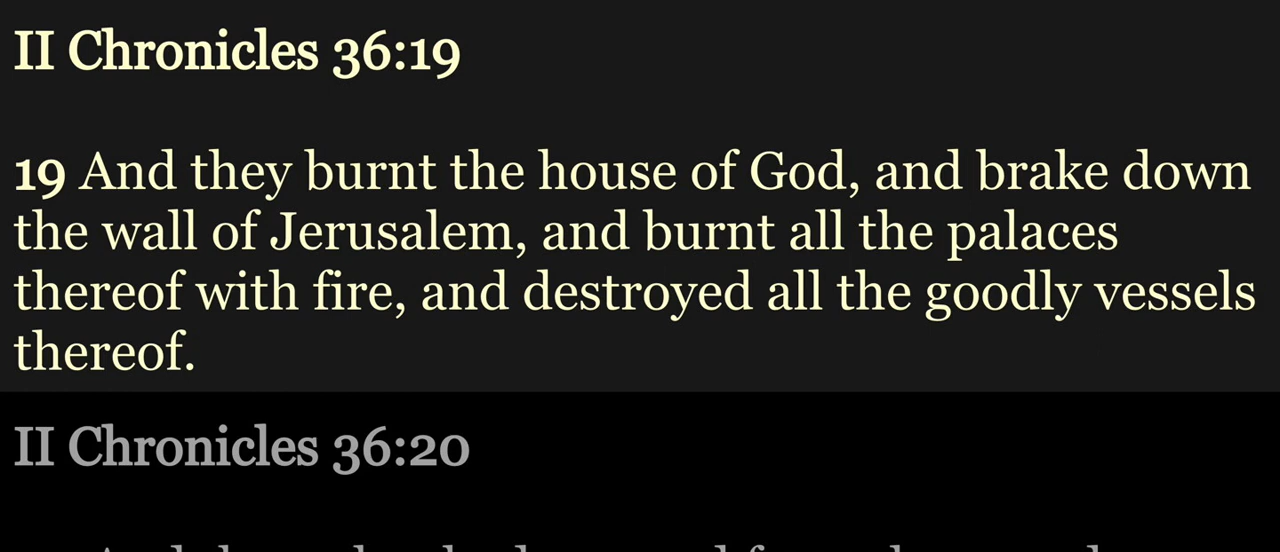 II Chronicles 36:19
19 And they burnt the house of God, and brake down
the wall of Jerusalem, and burnt all the palaces
thereof with fire, and destroyed all the goodly vessels
thereof.
II Chronicles 36:20